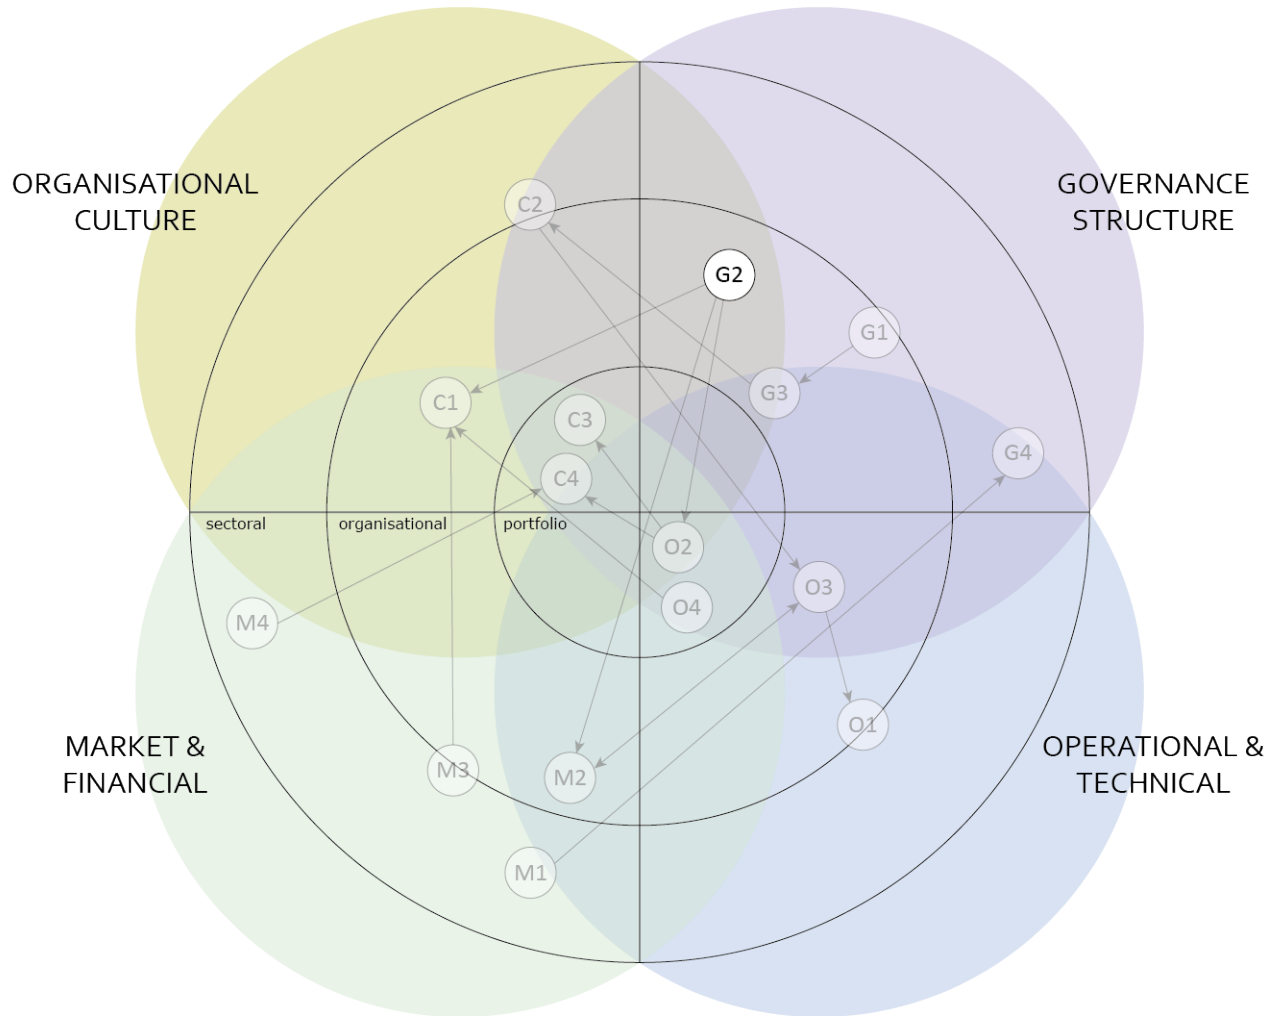 ORGANISATIONAL
CULTURE
GOVERNANCE
STRUCTURE
C2
G2
G1
C1
C3
G3
C4
G4
sectoral
organisational
portfolio
O2
O3
O4
M4
O1
M3
M2
MARKET &
FINANCIAL
OPERATIONAL &
TECHNICAL
M1